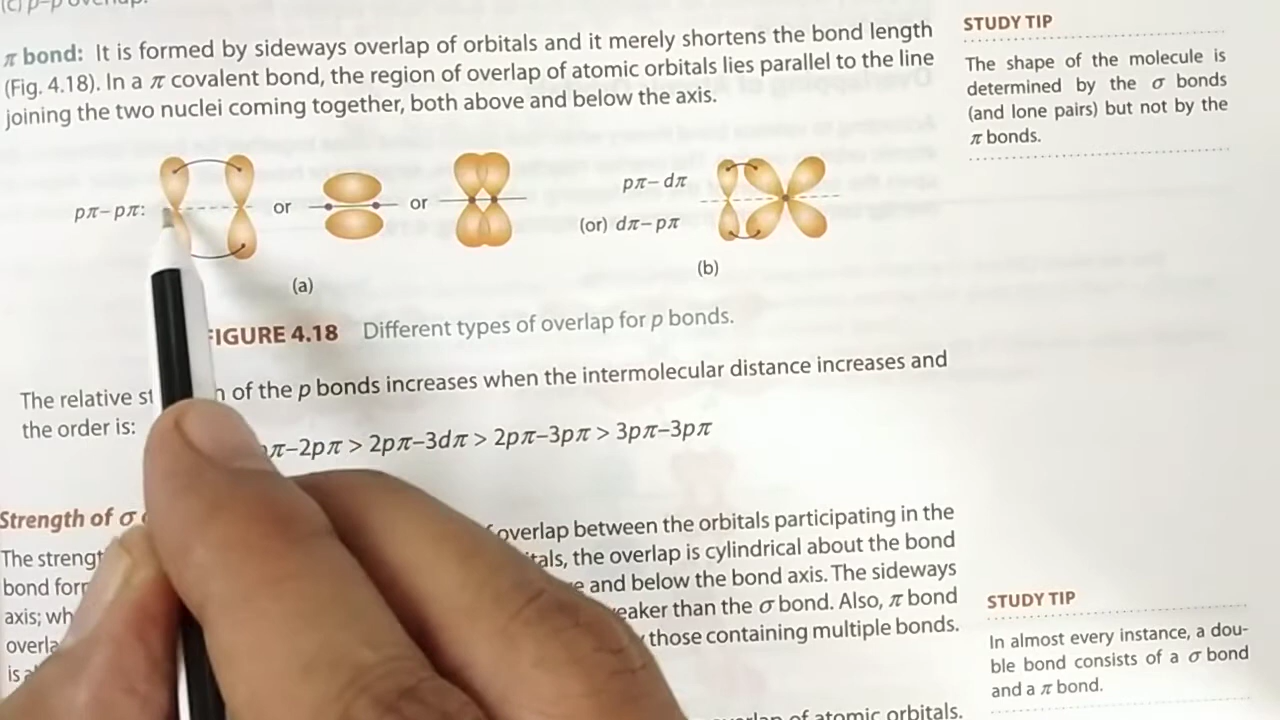 (c) p–p overlap.
π bond: It is formed by sideways overlap of orbitals and it merely shortens the bond length
(Fig. 4.18). In a π covalent bond, the region of overlap of atomic orbitals lies parallel to the line
joining the two nuclei coming together, both above and below the axis.
STUDY TIP
The shape of the molecule is
determined by the σ bonds
(and lone pairs) but not by the
π bonds.
pπ–pπ:
or
or
pπ–dπ
(or) dπ–pπ
(a)
(b)
FIGURE 4.18 Different types of overlap for p bonds.
The relative of the p bonds increases when the intermolecular distance increases and
the order is:
π–2pπ > 2pπ–3dπ > 2pπ–3pπ > 3pπ–3pπ
Strength of σ
The overlap between the orbitals participating in the
bond the overlap is cylindrical about the bond
axis; and below the bond axis. The sideways
than the σ bond. Also, π bond
is those containing multiple bonds.
STUDY TIP
In almost every instance, a dou-
ble bond consists of a σ bond
and a π bond.
of atomic orbitals.